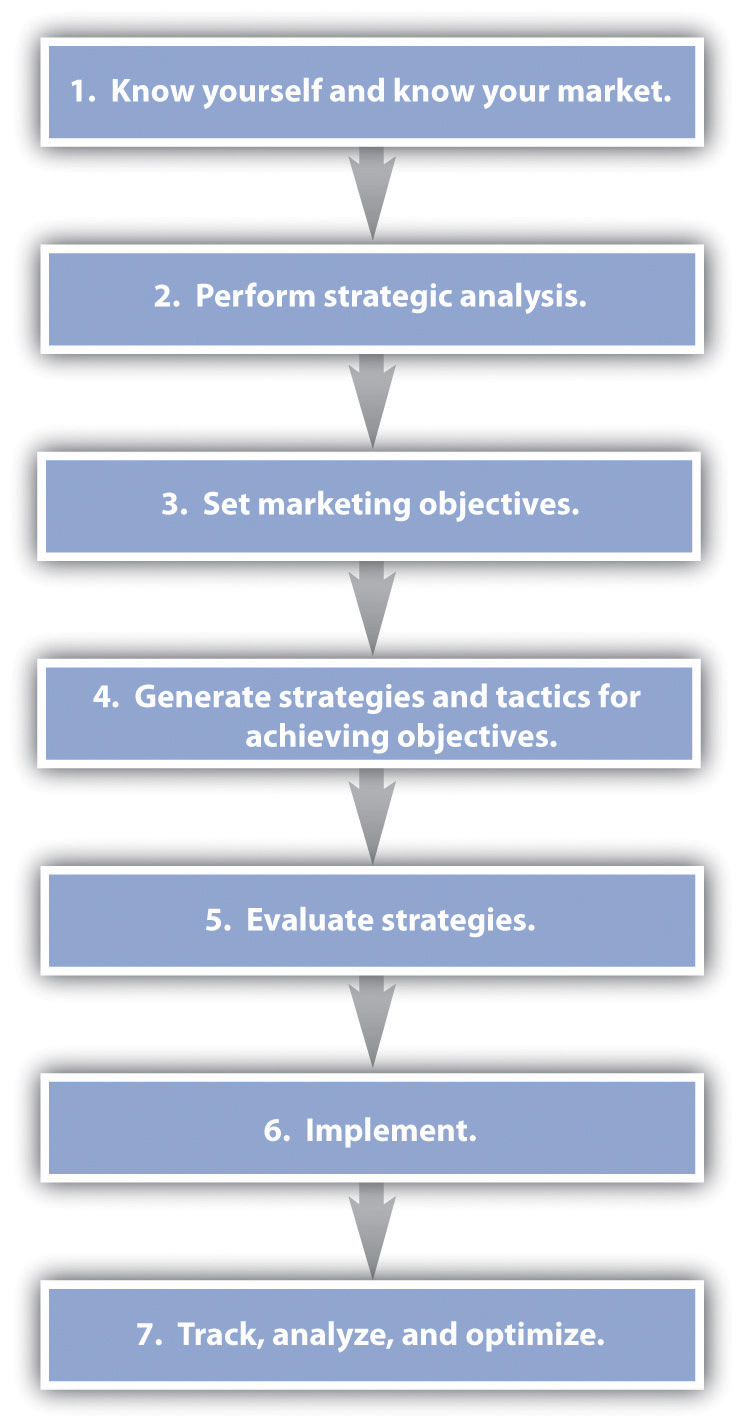 1. Know yourself and know your market.
2. Perform strategic analysis.
3. Set marketing objectives.
4. Generate strategies and tactics for
achieving objectives.
5. Evaluate strategies.
6. Implement.
7. Track, analyze, and optimize.